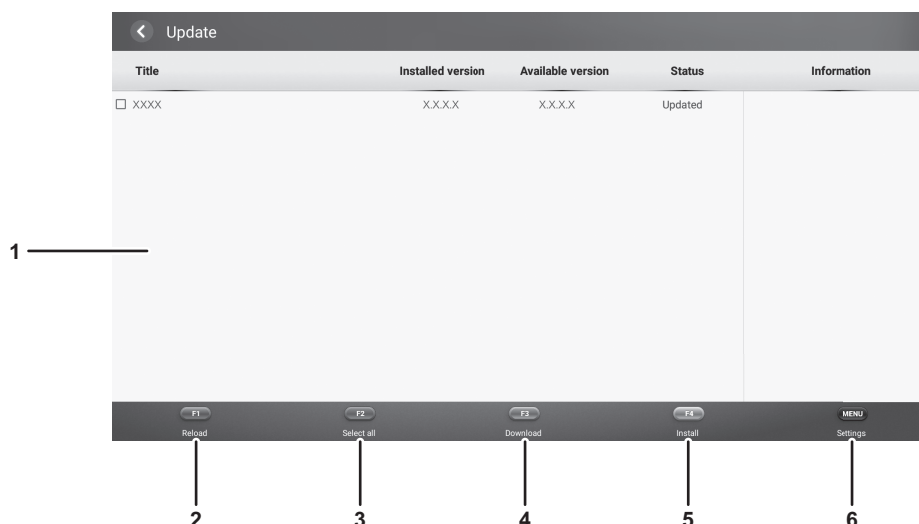 Update
Title Installed version Available version Status Information
XXXX X.X.X.X X.X.X.X Updated
1
F1 F2 F3 F4 MENU
Reload Select all Download Install Settings
2 3 4 5 6